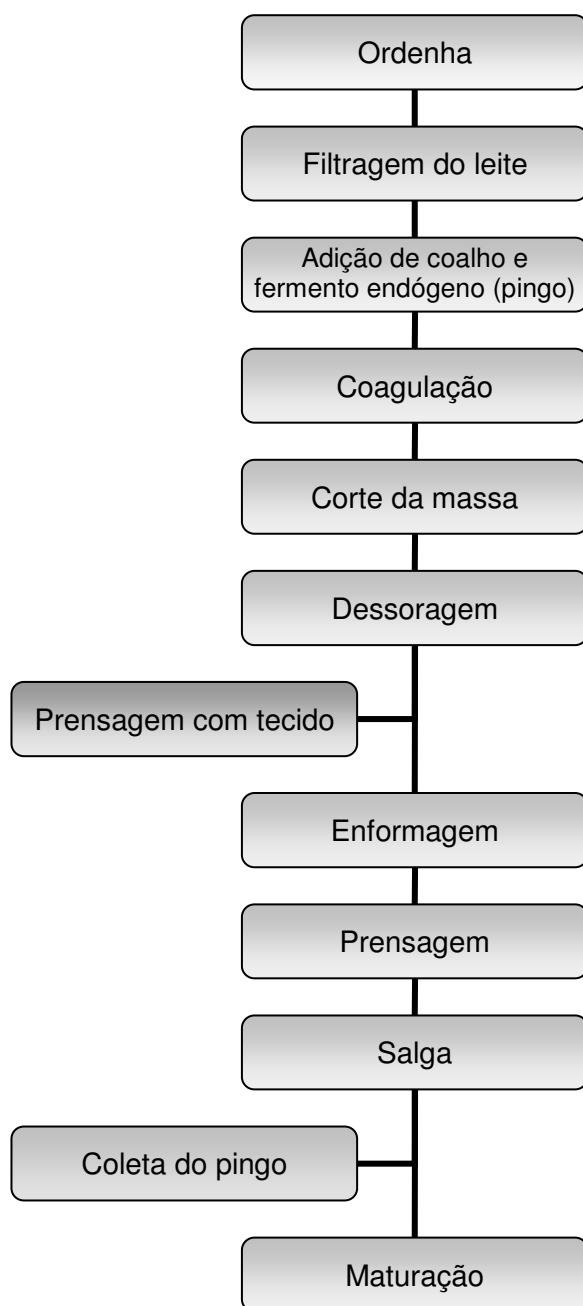 Ordenha
Filtragem do leite
Adição de coalho e
fermento endógeno (pingo)
Coagulação
Corte da massa
Dessoragem
Prensagem com tecido
Enformagem
Prensagem
Salga
Coleta do pingo
Maturação